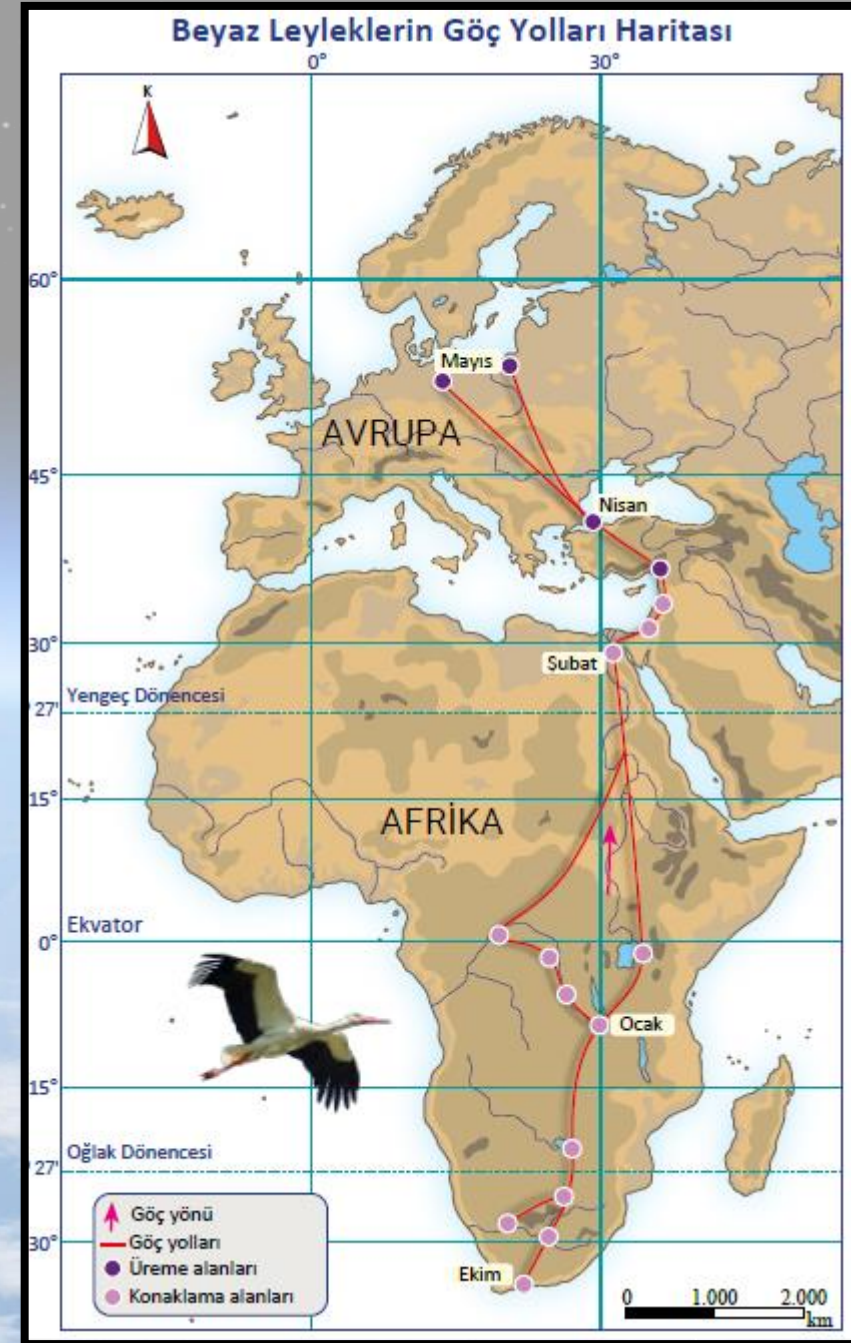 Beyaz Leyleklerin Göç Yolları Haritası
0° 30°
K
60°
Mayıs
AVRUPA
45°
Nisan
30°
Şubat
Yengeç Dönencesi
27'
15°
AFRİKA
Ekvator
0°
Ocak
15°
Oğlak Dönencesi
27'
Göç yönü
Göç yolları
Üreme alanları
Konaklama alanları
30°
Ekim
0 1.000 2.000
km